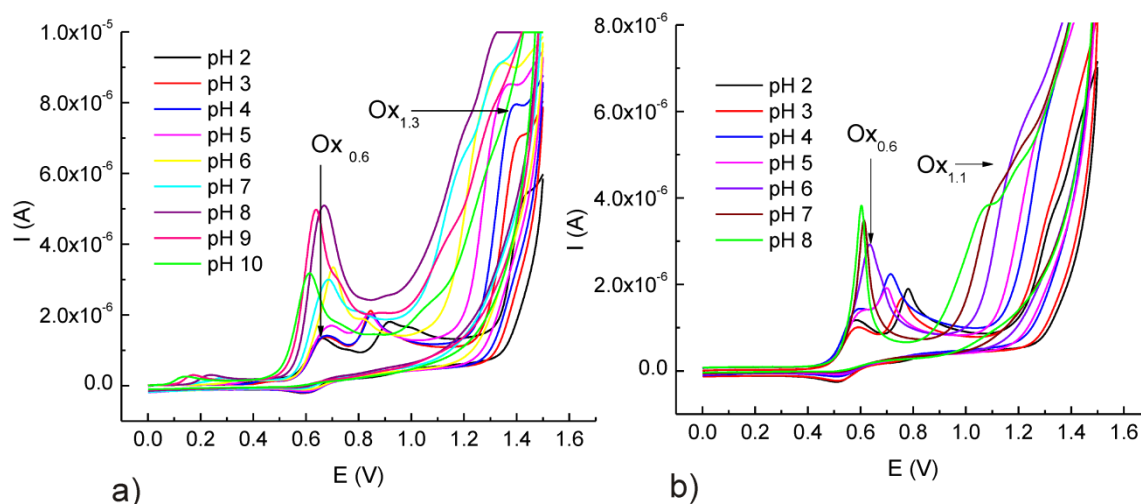 1.0x10⁻⁵
8.0x10⁻⁶
6.0x10⁻⁶
4.0x10⁻⁶
2.0x10⁻⁶
0.0
I (A)
pH 2
pH 3
pH 4
pH 5
pH 6
pH 7
pH 8
pH 9
pH 10
Ox 0.6
Ox1.3
0.0 0.2 0.4 0.6 0.8 1.0 1.2 1.4 1.6
E (V)
a)
8.0x10⁻⁶
6.0x10⁻⁶
4.0x10⁻⁶
2.0x10⁻⁶
0.0
I (A)
pH 2
pH 3
pH 4
pH 5
pH 6
pH 7
pH 8
Ox0.6
Ox1.1
0.0 0.2 0.4 0.6 0.8 1.0 1.2 1.4 1.6
E (V)
b)